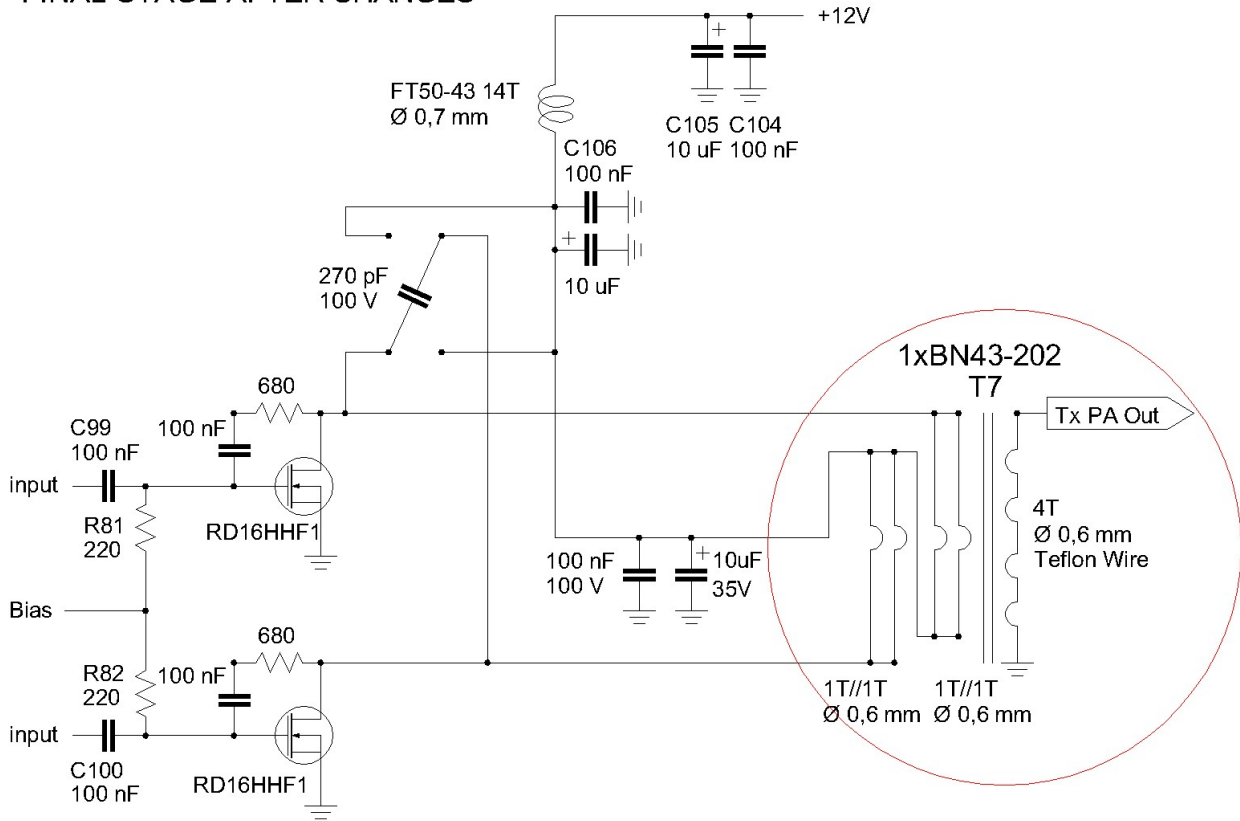 FINAL STAGE AFTER CHANGES
+12V
FT50-43 14T
Ø 0,7 mm
C105
10 uF
C104
100 nF
C106
100 nF
+
+
10 uF
270 pF
100 V
1xBN43-202
T7
680
Tx PA Out
C99
100 nF
100 nF
input
RD16HHF1
R81
220
4T
Ø 0,6 mm
Teflon Wire
100 nF
100 V
+
10uF
35V
Bias
680
R82
220
100 nF
1T//1T
Ø 0,6 mm
1T//1T
Ø 0,6 mm
input
RD16HHF1
C100
100 nF